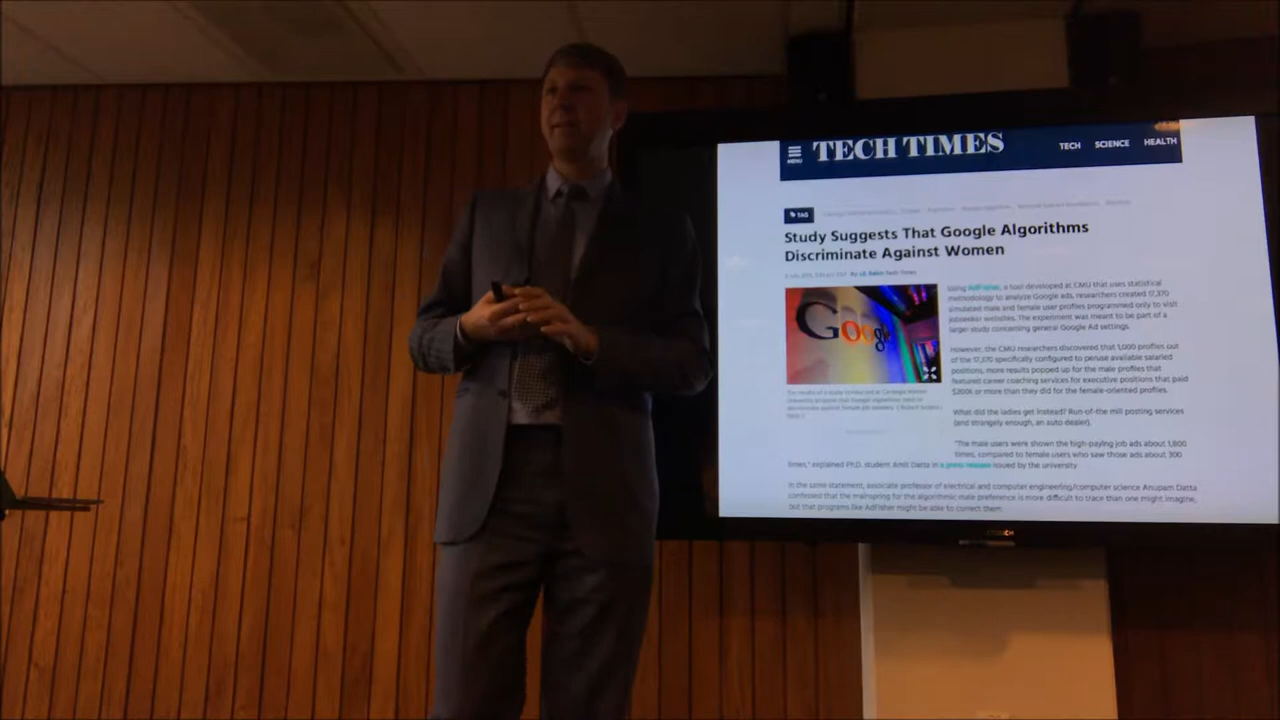 TECH TIMES
MENU
TECH SCIENCE HEALTH
TAG
Study Suggests That Google Algorithms
Discriminate Against Women
Google
Using AdFisher, a tool developed at CMU that uses statistical
methodology to analyze Google ads, researchers created 17,370
simulated male and female user profiles programmed only to visit
jobseeker websites. The experiment was meant to be part of a
larger study concerning general Google Ad settings.
However, the CMU researchers discovered that 1,000 profiles out
of the 17,370 specifically configured to peruse available salaried
positions, more results popped up for the male profiles that
featured career coaching services for executive positions that paid
$200k or more than they did for the female-oriented profiles.
What did the ladies get instead? Run-of-the mill posting services
(and strangely enough, an auto dealer).
"The male users were shown the high-paying job ads about 1,800
times, compared to female users who saw those ads about 300
times," explained Ph.D. student Amit Datta in a press release issued by the university
In the same statement, associate professor of electrical and computer engineering/computer science Anupam Datta
confessed that the mainspring for the algorithmic male preference is more difficult to trace than one might imagine,
but that programs like AdFisher might be able to correct them.